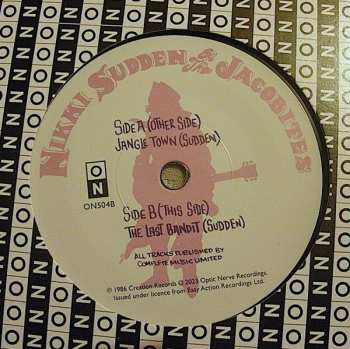 NIKKI SUDDEN & THE JACOBITES
SIDE A (OTHER SIDE)
JANGLE TOWN (SUDDEN)
ON
ON504B
SIDE B (THIS SIDE)
THE LAST BANDIT (SUDDEN)
ALL TRACKS PUBLISHED BY
COMPLETE MUSIC LIMITED
℗ 1986 Creation Records © 2023 Optic Nerve Recordings.
Issued under licence from Easy Action Recordings Ltd.